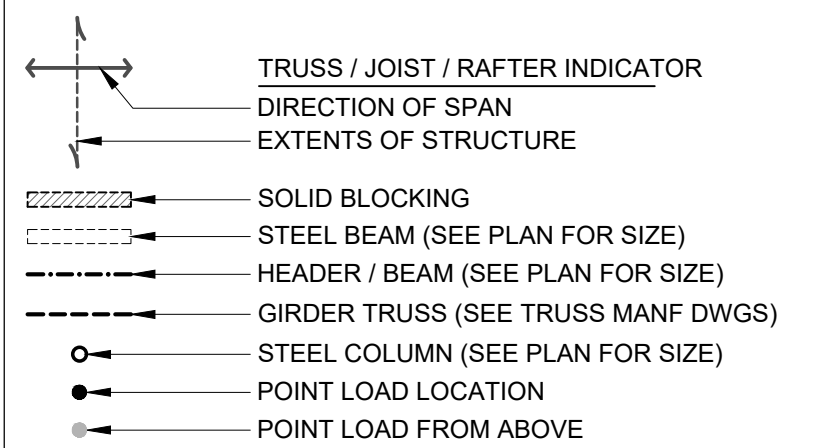 TRUSS / JOIST / RAFTER INDICATOR
DIRECTION OF SPAN
EXTENTS OF STRUCTURE
SOLID BLOCKING
STEEL BEAM (SEE PLAN FOR SIZE)
HEADER / BEAM (SEE PLAN FOR SIZE)
GIRDER TRUSS (SEE TRUSS MANF DWGS)
STEEL COLUMN (SEE PLAN FOR SIZE)
POINT LOAD LOCATION
POINT LOAD FROM ABOVE